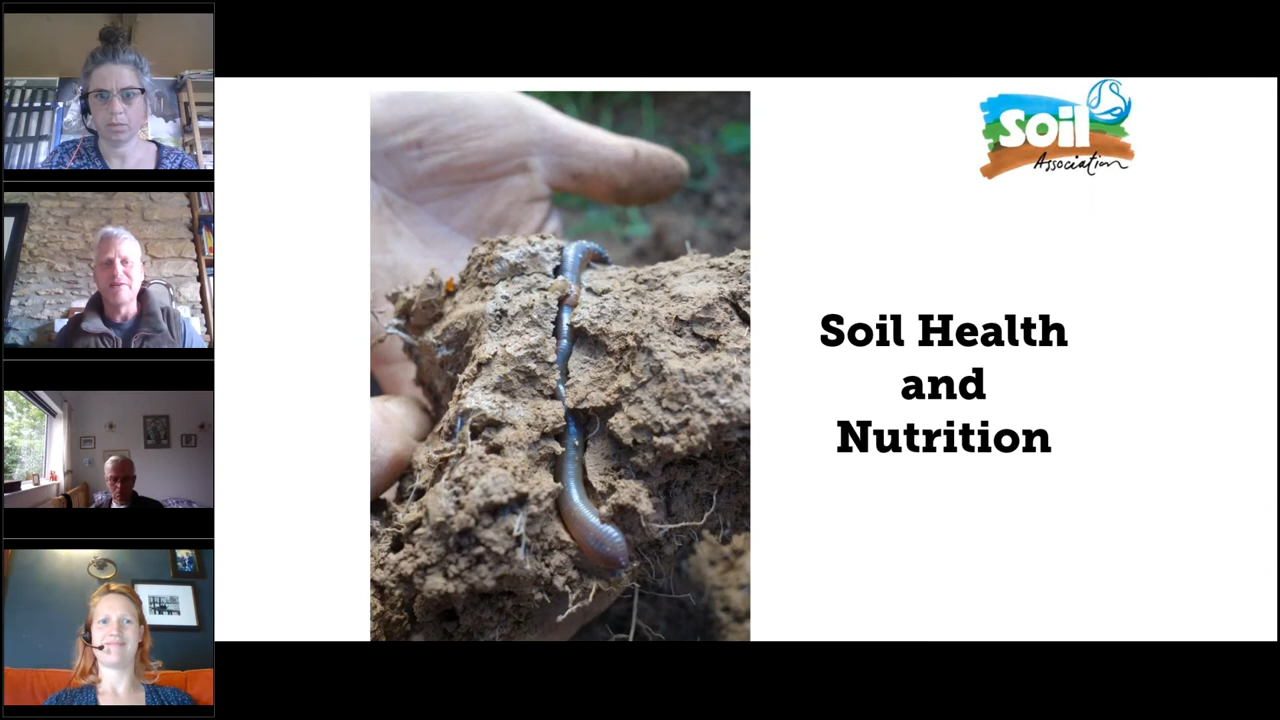 Soil
Association
Soil Health
and
Nutrition